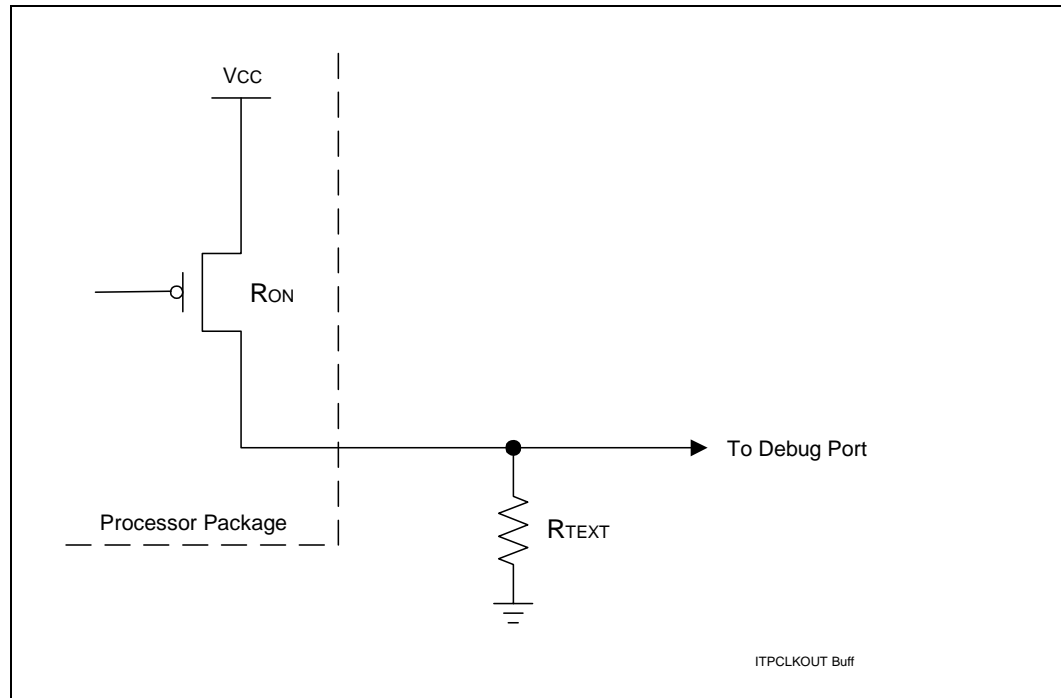 VCC
RON
To Debug Port
Processor Package
RTEXT
ITPCLKOUT Buff